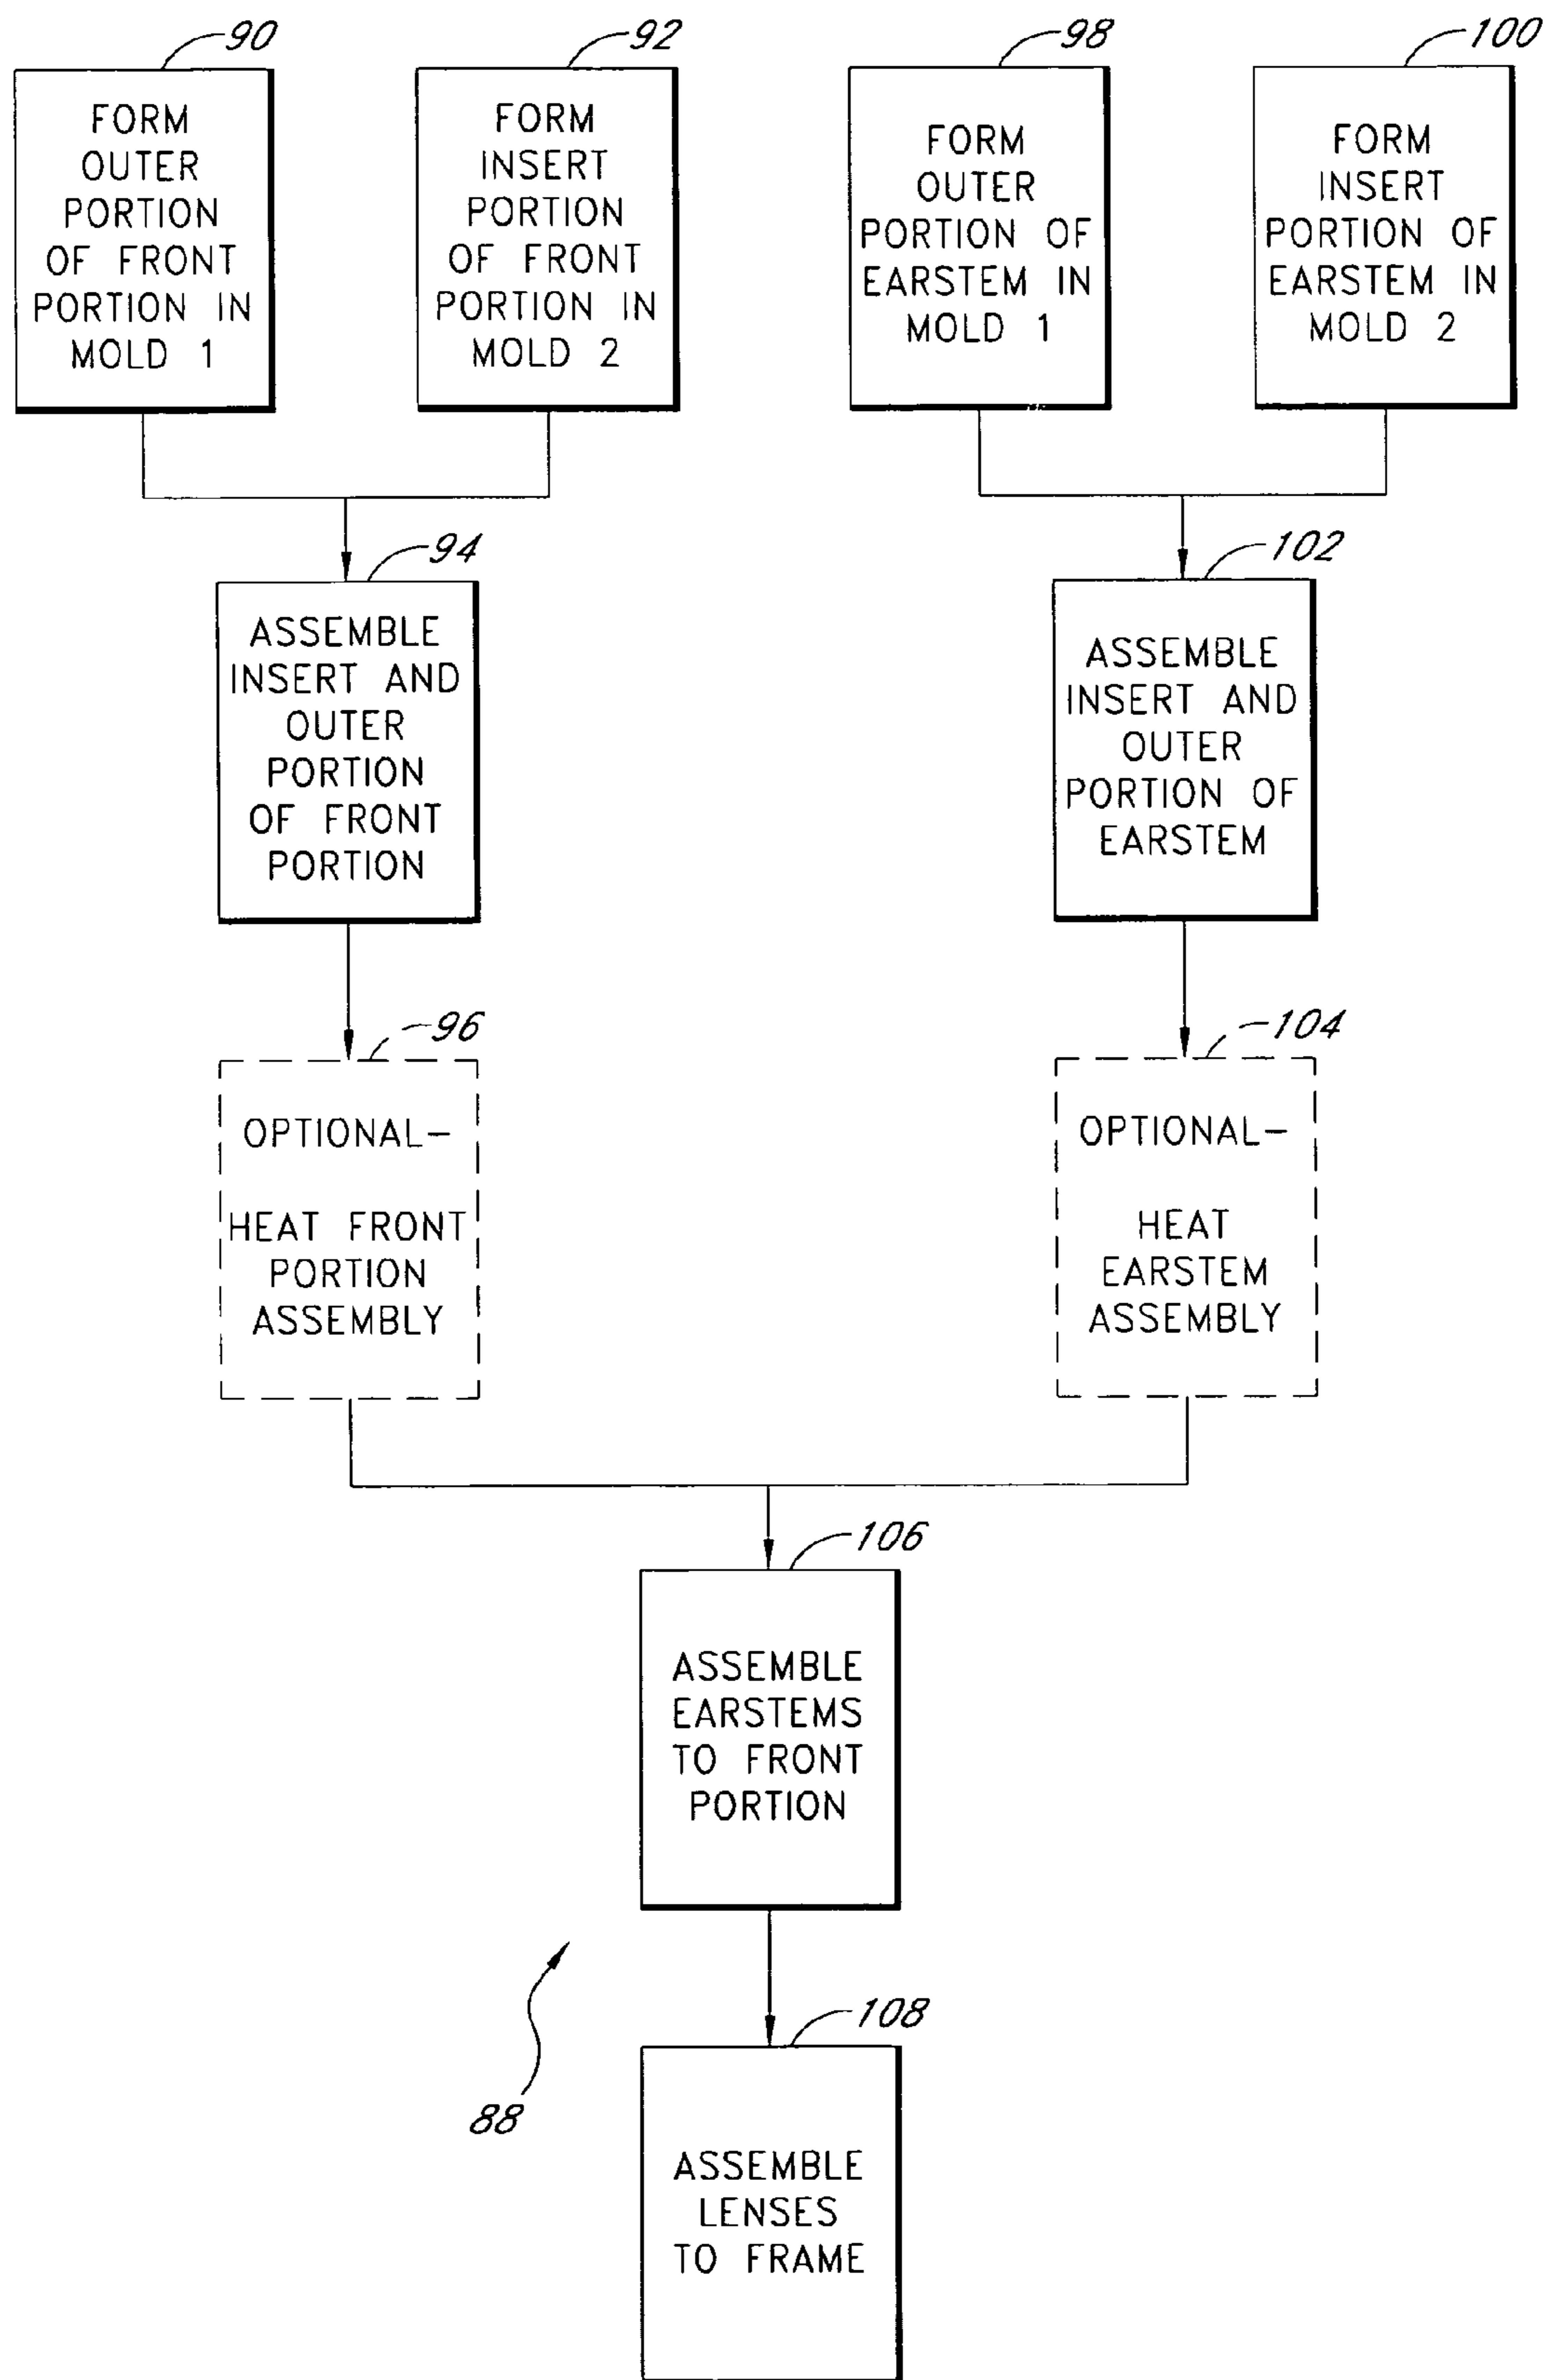 90
FORM
OUTER
PORTION
OF FRONT
PORTION IN
MOLD 1
92
FORM
INSERT
PORTION
OF FRONT
PORTION IN
MOLD 2
98
FORM
OUTER
PORTION OF
EARSTEM IN
MOLD 1
100
FORM
INSERT
PORTION OF
EARSTEM IN
MOLD 2
94
ASSEMBLE
INSERT AND
OUTER
PORTION
OF FRONT
PORTION
102
ASSEMBLE
INSERT AND
OUTER
PORTION OF
EARSTEM
96
OPTIONAL-
HEAT FRONT
PORTION
ASSEMBLY
104
OPTIONAL-
HEAT
EARSTEM
ASSEMBLY
106
ASSEMBLE
EARSTEMS
TO FRONT
PORTION
88
108
ASSEMBLE
LENSES
TO FRAME